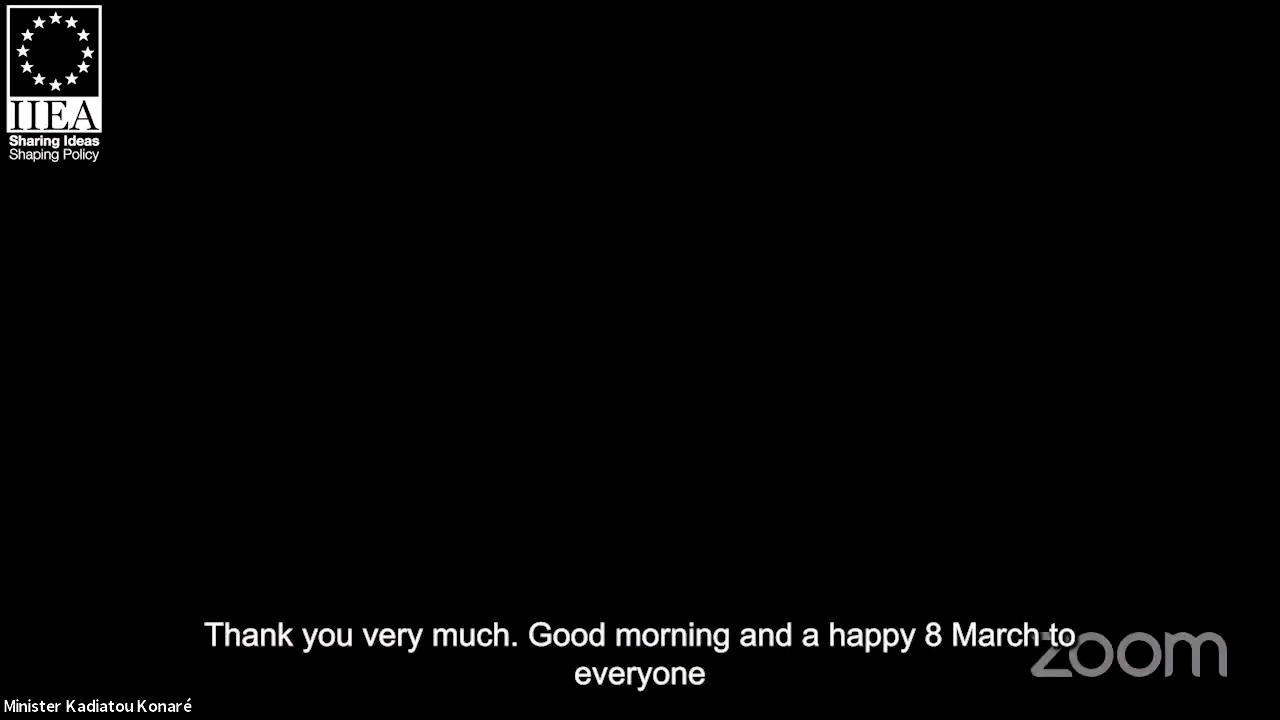 IIEA
Sharing Ideas
Shaping Policy
Thank you very much. Good morning and a happy 8 March to
everyone
zoom
Minister Kadiatou Konaré